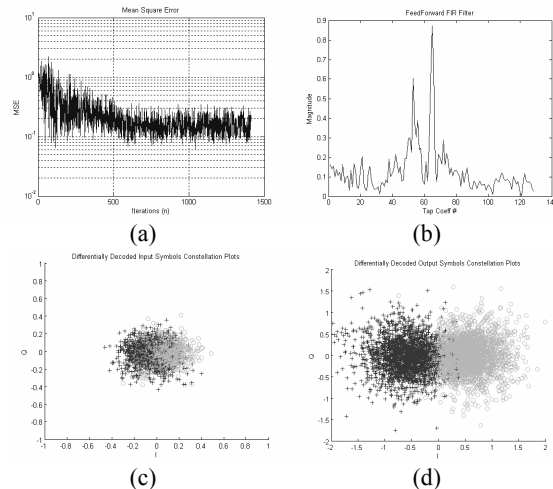 Mean Square Error
10^1
10^0
10^-1
10^-2
MSE
0
500
1000
1500
Iterations (n)
(a)
FeedForward FIR Filter
0.9
0.8
0.7
0.6
0.5
0.4
0.3
0.2
0.1
0
Magnitude
0 20 40 60 80 100 120 14
Tap Coeff #
(b)
Differentially Decoded Input Symbols Constellation Plots
1
0.8
0.6
0.4
0.2
0
-0.2
-0.4
-0.6
-0.8
-1
Q
-1 -0.8 -0.6 -0.4 -0.2 0 0.2 0.4 0.6 0.8 1
I
(c)
Differentially Decoded Output Symbols Constellation Plots
2
1.5
1
0.5
0
-0.5
-1
-1.5
-2
Q
-2 -1.5 -1 -0.5 0 0.5 1 1.5 2
I
(d)